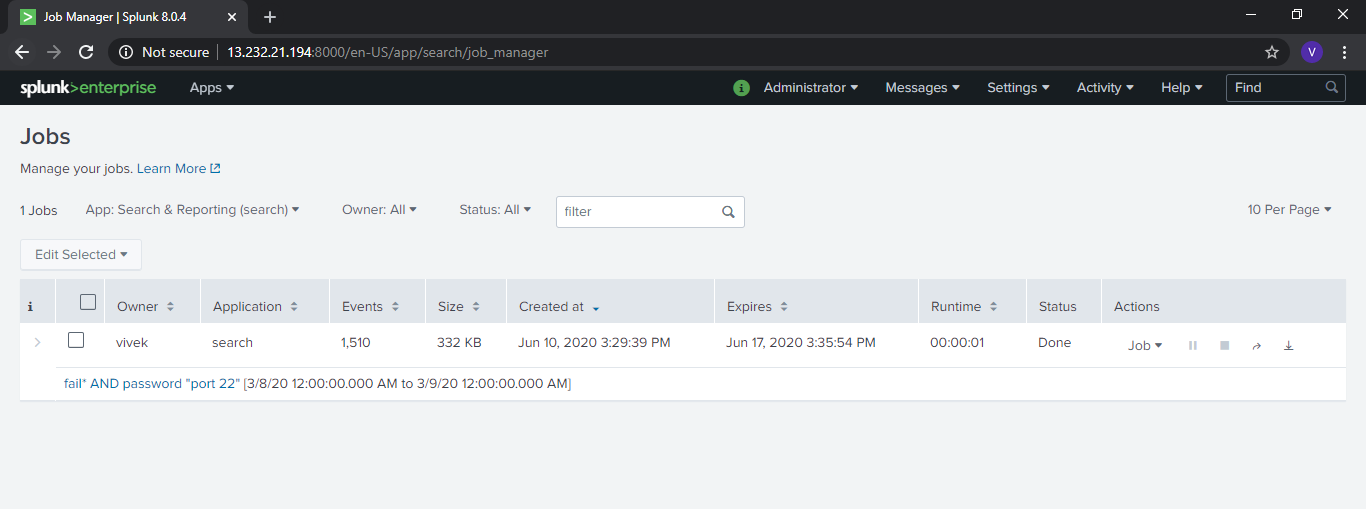 Job Manager | Splunk 8.0.4
Not secure | 13.232.21.194:8000/en-US/app/search/job_manager
V
splunk>enterprise Apps i Administrator Messages Settings Activity Help Find
Jobs
Manage your jobs. Learn More
1 Jobs App: Search & Reporting (search) Owner: All Status: All filter 10 Per Page
Edit Selected
i Owner Application Events Size Created at Expires Runtime Status Actions
vivek search 1,510 332 KB Jun 10, 2020 3:29:39 PM Jun 17, 2020 3:35:54 PM 00:00:01 Done Job
fail* AND password "port 22" [3/8/20 12:00:00.000 AM to 3/9/20 12:00:00.000 AM]